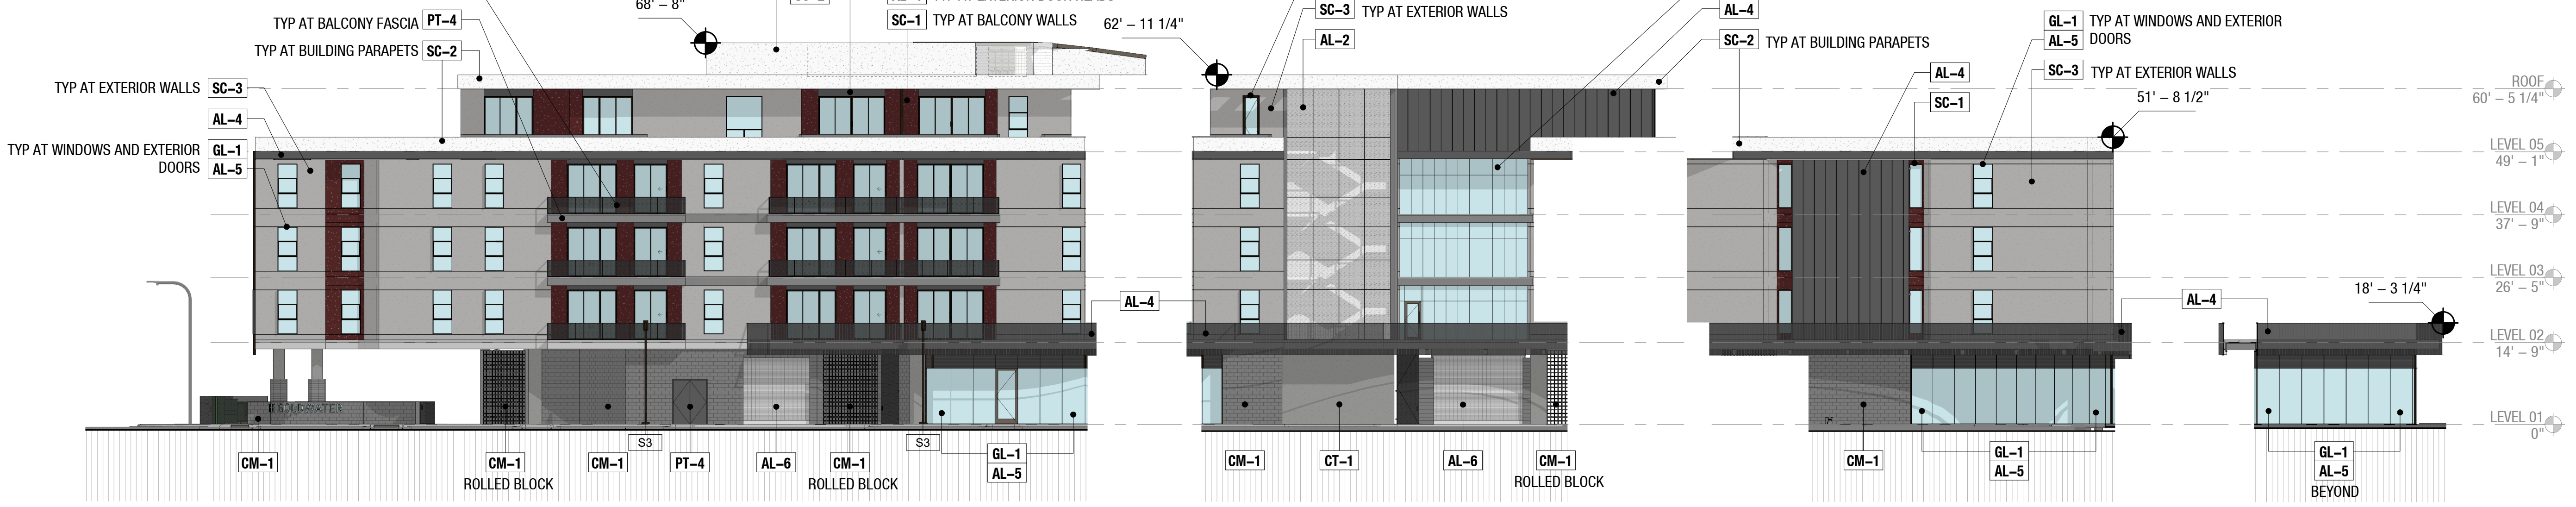 68' – 8"
TYP AT BALCONY FASCIA PT–4
TYP AT BUILDING PARAPETS SC–2
TYP AT EXTERIOR WALLS SC–3
AL–4
TYP AT WINDOWS AND EXTERIOR GL–1
DOORS AL–5
SC–1 TYP AT BALCONY WALLS
62' – 11 1/4"
SC–3 TYP AT EXTERIOR WALLS
AL–2
AL–4
SC–2 TYP AT BUILDING PARAPETS
GL–1 TYP AT WINDOWS AND EXTERIOR
AL–5 DOORS
AL–4
SC–3 TYP AT EXTERIOR WALLS
SC–1
51' – 8 1/2"
ROOF
60' – 5 1/4"
LEVEL 05
49' – 1"
LEVEL 04
37' – 9"
LEVEL 03
26' – 5"
LEVEL 02
14' – 9"
LEVEL 01
0"
AL–4
AL–4
18' – 3 1/4"
GOLDWATER
CM–1
CM–1
ROLLED BLOCK
CM–1
S3
PT–4
AL–6
CM–1
ROLLED BLOCK
S3
GL–1
AL–5
CM–1
CT–1
AL–6
CM–1
ROLLED BLOCK
CM–1
GL–1
AL–5
GL–1
AL–5
BEYOND